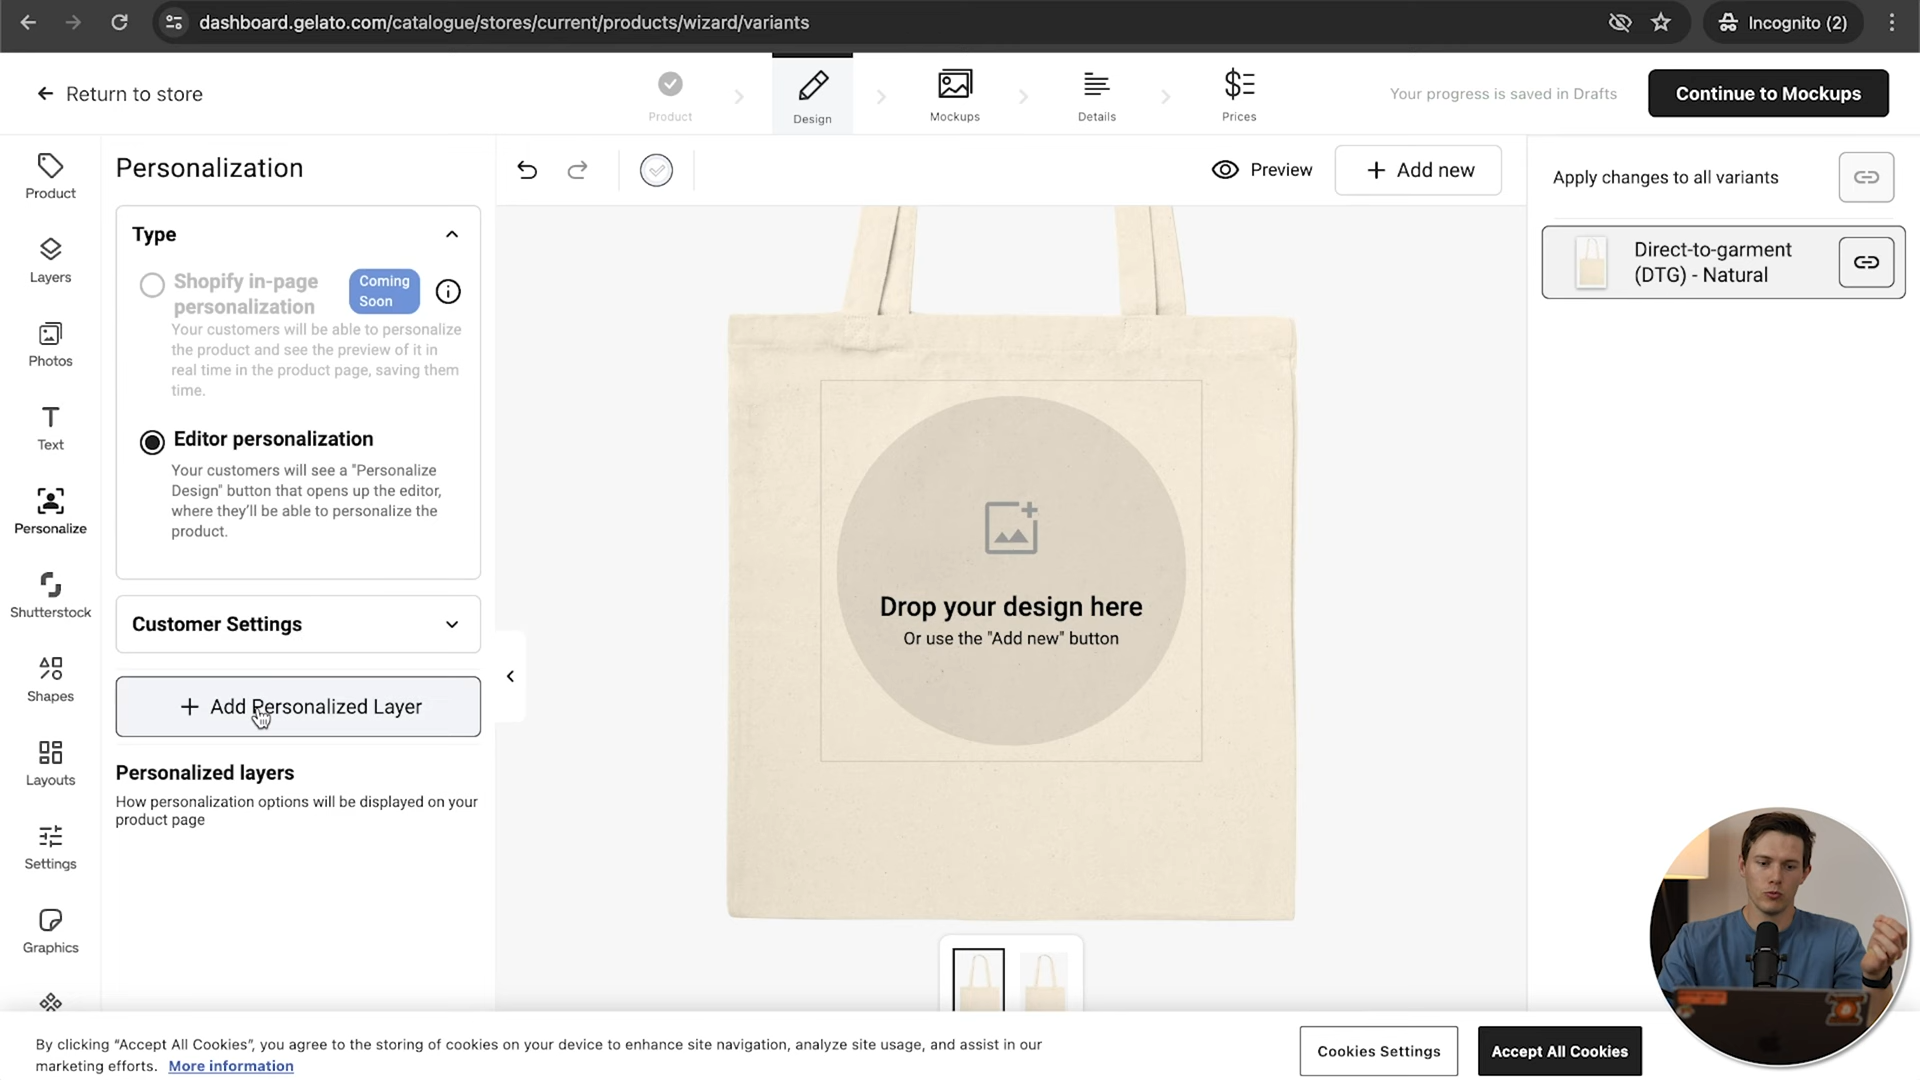 dashboard.gelato.com/catalogue/stores/current/products/wizard/variants
Incognito (2)
Return to store
Product
Design
Mockups
Details
Prices
Your progress is saved in Drafts
Continue to Mockups
Product
Layers
Photos
Text
Personalize
Shutterstock
Shapes
Layouts
Settings
Graphics
Personalization
Type
Shopify in-page
personalization
Coming
Soon
Your customers will be able to personalize
the product and see the preview of it in
real time in the product page, saving them
time.
Editor personalization
Your customers will see a "Personalize
Design" button that opens up the editor,
where they'll be able to personalize the
product.
Customer Settings
+ Add Personalized Layer
Personalized layers
How personalization options will be displayed on your
product page
Preview
+ Add new
Drop your design here
Or use the "Add new" button
Apply changes to all variants
Direct-to-garment
(DTG) - Natural
By clicking “Accept All Cookies”, you agree to the storing of cookies on your device to enhance site navigation, analyze site usage, and assist in our
marketing efforts. More information
Cookies Settings
Accept All Cookies